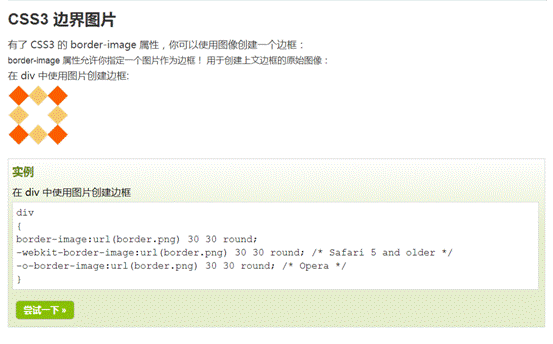 CSS3 边界图片
有了 CSS3 的 border-image 属性，你可以使用图像创建一个边框：
border-image 属性允许你指定一个图片作为边框！ 用于创建上文边框的原始图像：
在 div 中使用图片创建边框:
实例
在 div 中使用图片创建边框
div
{
border-image:url(border.png) 30 30 round;
-webkit-border-image:url(border.png) 30 30 round; /* Safari 5 and older */
-o-border-image:url(border.png) 30 30 round; /* Opera */
}
尝试一下 »